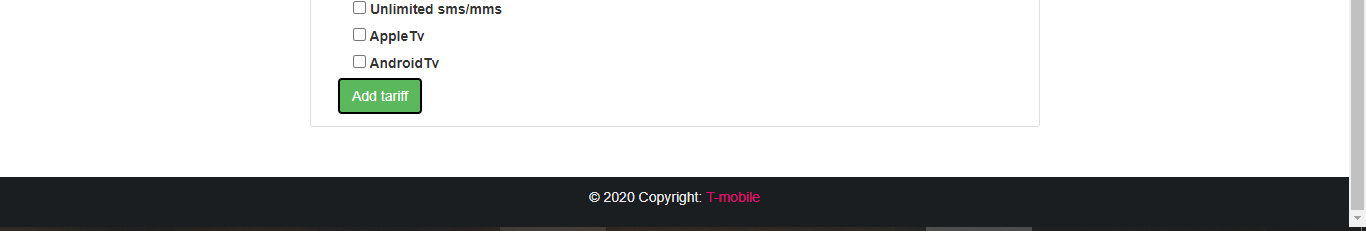 Unlimited sms/mms
AppleTv
AndroidTv
Add tariff
© 2020 Copyright: T-mobile